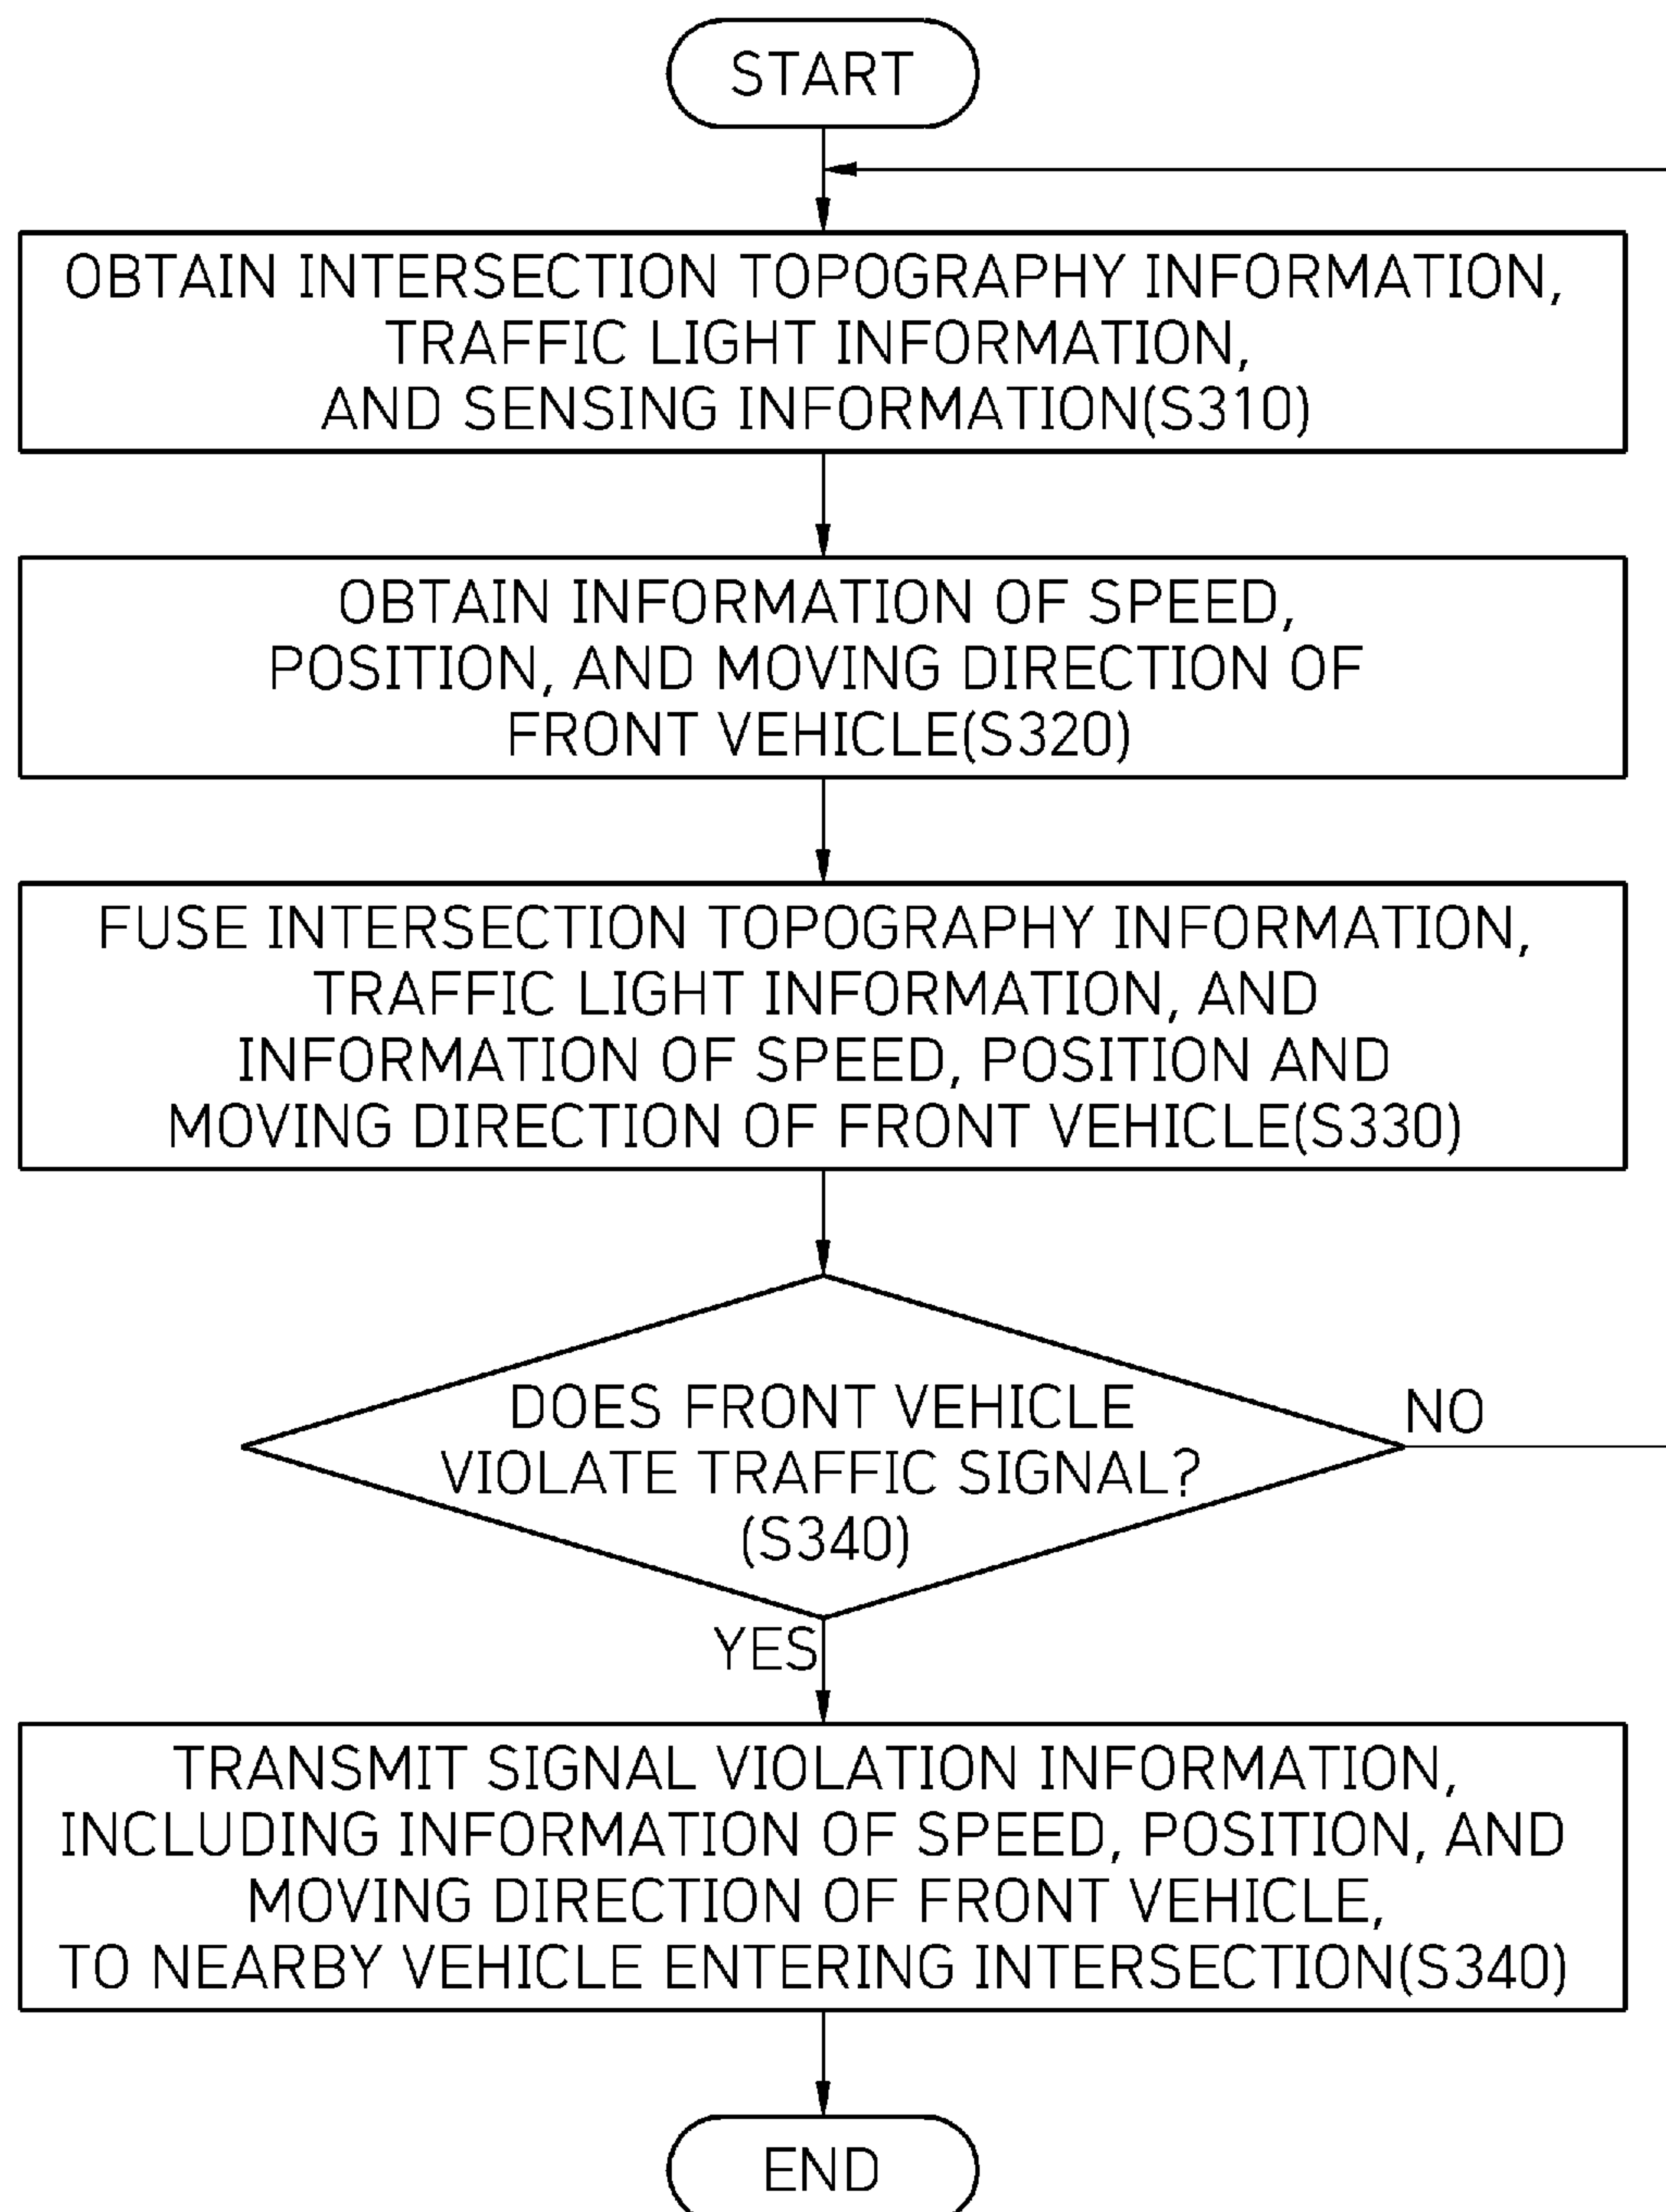 START
OBTAIN INTERSECTION TOPOGRAPHY INFORMATION,
TRAFFIC LIGHT INFORMATION,
AND SENSING INFORMATION(S310)
OBTAIN INFORMATION OF SPEED,
POSITION, AND MOVING DIRECTION OF
FRONT VEHICLE(S320)
FUSE INTERSECTION TOPOGRAPHY INFORMATION,
TRAFFIC LIGHT INFORMATION, AND
INFORMATION OF SPEED, POSITION AND
MOVING DIRECTION OF FRONT VEHICLE(S330)
DOES FRONT VEHICLE
VIOLATE TRAFFIC SIGNAL?
(S340)
NO
YES
TRANSMIT SIGNAL VIOLATION INFORMATION,
INCLUDING INFORMATION OF SPEED, POSITION, AND
MOVING DIRECTION OF FRONT VEHICLE,
TO NEARBY VEHICLE ENTERING INTERSECTION(S340)
END